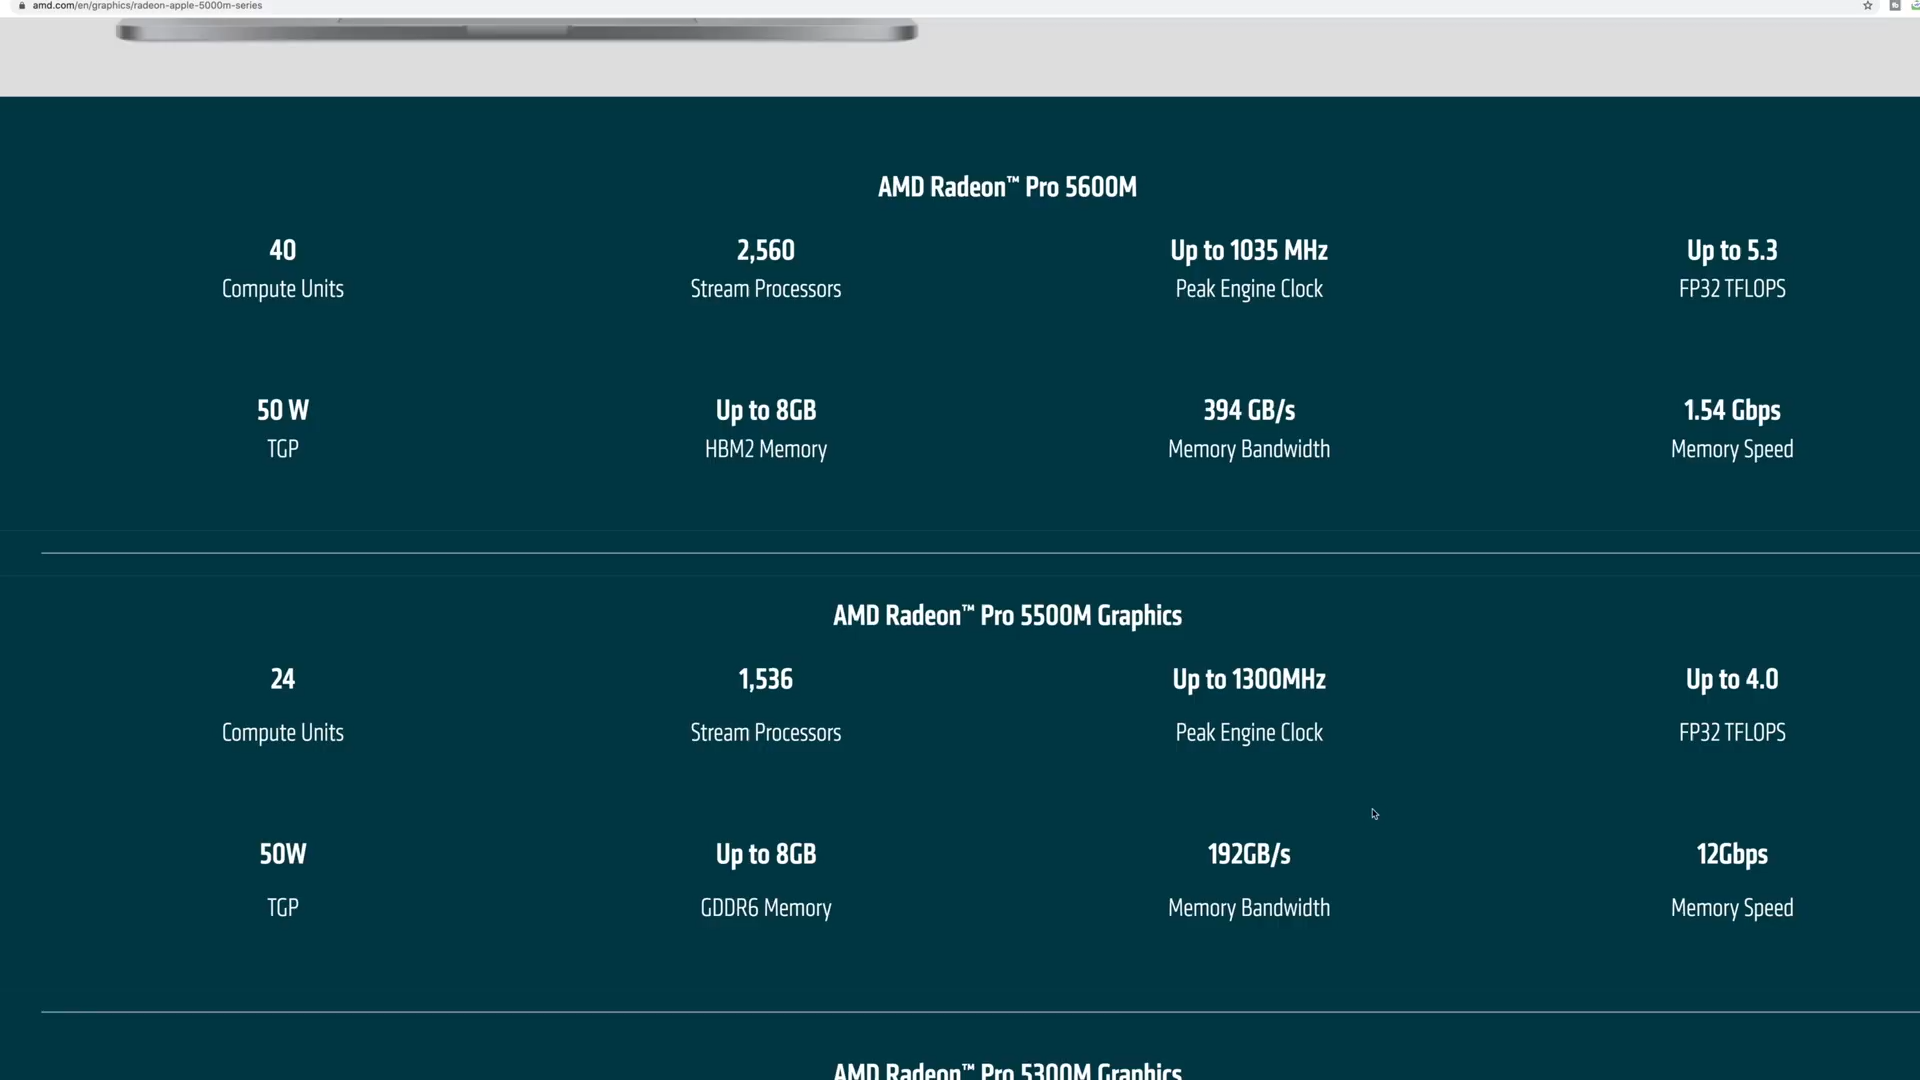 amd.com/en/graphics/radeon-apple-5000m-series
AMD Radeon™ Pro 5600M
40 2,560 Up to 1035 MHz Up to 5.3
Compute Units Stream Processors Peak Engine Clock FP32 TFLOPS
50 W Up to 8GB 394 GB/s 1.54 Gbps
TGP HBM2 Memory Memory Bandwidth Memory Speed
AMD Radeon™ Pro 5500M Graphics
24 1,536 Up to 1300MHz Up to 4.0
Compute Units Stream Processors Peak Engine Clock FP32 TFLOPS
50W Up to 8GB 192GB/s 12Gbps
TGP GDDR6 Memory Memory Bandwidth Memory Speed
AMD Radeon™ Pro 5300M Graphics